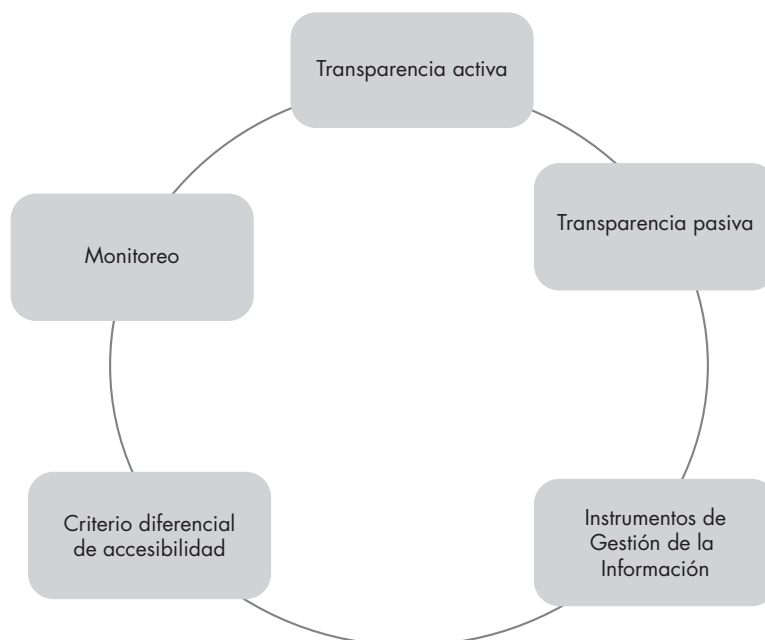 Transparencia activa
Transparencia pasiva
Monitoreo
Criterio diferencial
de accesibilidad
Instrumentos de
Gestión de la
Información